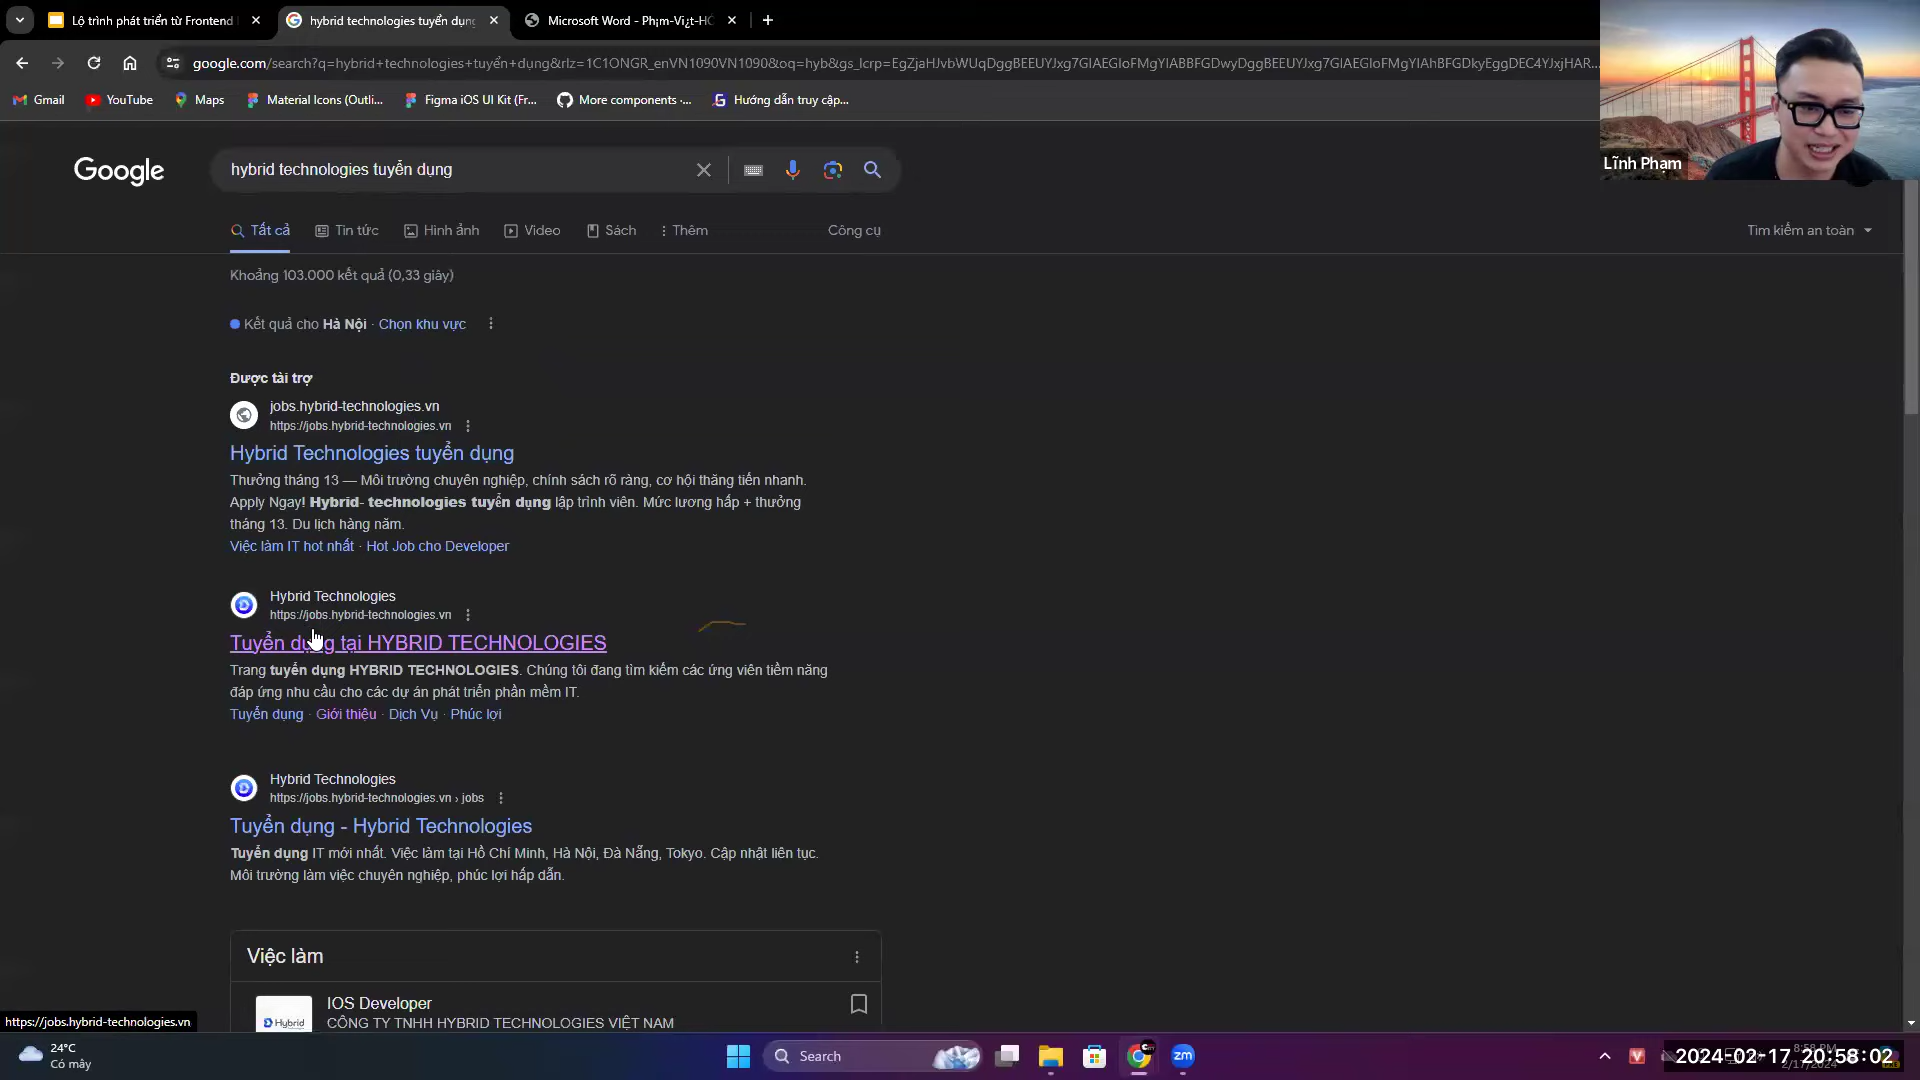 Lộ trình phát triển từ Frontend
hybrid technologies tuyển dụng
Microsoft Word - Ph¡m-Vi¿t-HÓ
google.com/search?q=hybrid+technologies+tuyển+dụng&rlz=1C1ONGR_enVN1090VN1090&oq=hyb&gs_lcrp=
Gmail
YouTube
Maps
Material Icons (Outli...
Figma iOS UI Kit (Fr...
More components ·...
Hướng dẫn truy cập...
Lĩnh Phạm
Google
hybrid technologies tuyển dụng
Tất cả
Tin tức
Hình ảnh
Video
Sách
Thêm
Công cụ
Tìm kiếm an toàn
Khoảng 103.000 kết quả (0,33 giây)
Kết quả cho Hà Nội · Chọn khu vực
Được tài trợ
jobs.hybrid-technologies.vn
https://jobs.hybrid-technologies.vn
Hybrid Technologies tuyển dụng
Thưởng tháng 13 — Môi trường chuyên nghiệp, chính sách rõ ràng, cơ hội thăng tiến nhanh.
Apply Ngay! Hybrid- technologies tuyển dụng lập trình viên. Mức lương hấp + thưởng
tháng 13. Du lịch hàng năm.
Việc làm IT hot nhất · Hot Job cho Developer
Hybrid Technologies
https://jobs.hybrid-technologies.vn
Tuyển dụng tại HYBRID TECHNOLOGIES
Trang tuyển dụng HYBRID TECHNOLOGIES. Chúng tôi đang tìm kiếm các ứng viên tiềm năng
đáp ứng nhu cầu cho các dự án phát triển phần mềm IT.
Tuyển dụng · Giới thiệu · Dịch Vụ · Phúc lợi
Hybrid Technologies
https://jobs.hybrid-technologies.vn › jobs
Tuyển dụng - Hybrid Technologies
Tuyển dụng IT mới nhất. Việc làm tại Hồ Chí Minh, Hà Nội, Đà Nẵng, Tokyo. Cập nhật liên tục.
Môi trường làm việc chuyên nghiệp, phúc lợi hấp dẫn.
Việc làm
IOS Developer
Hybrid
CÔNG TY TNHH HYBRID TECHNOLOGIES VIỆT NAM
https://jobs.hybrid-technologies.vn
24°C
Có mây
Search
zm
V
2024-02-17 20:58:02